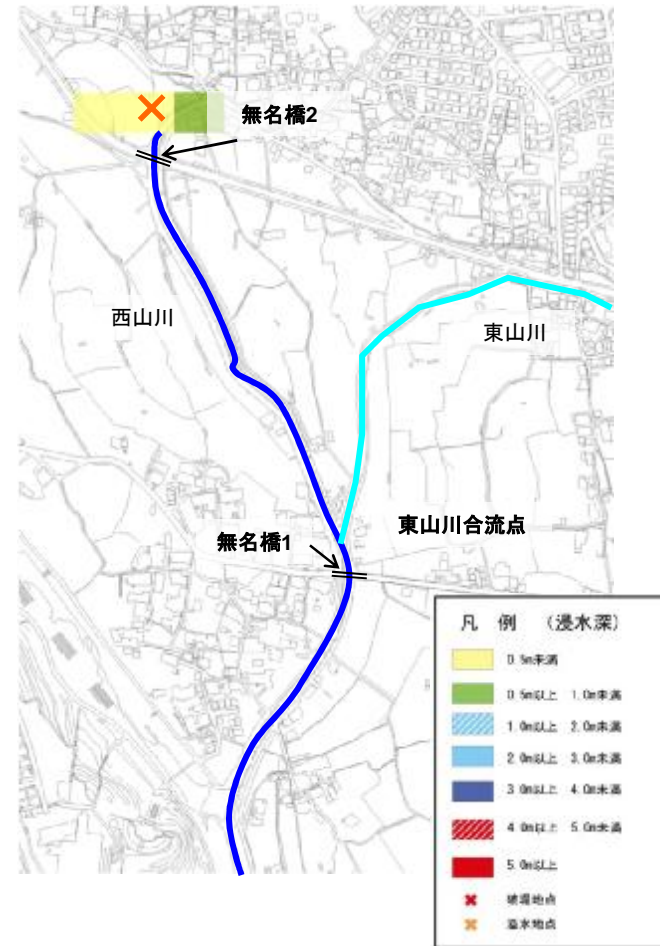 無名橋2
西山川
東山川
東山川合流点
無名橋1
凡 例 (浸水深)
0.5m未満
0.5m以上 1.0m未満
1.0m以上 2.0m未満
2.0m以上 3.0m未満
3.0m以上 4.0m未満
4.0m以上 5.0m未満
5.0m以上
破堤地点
溢水地点